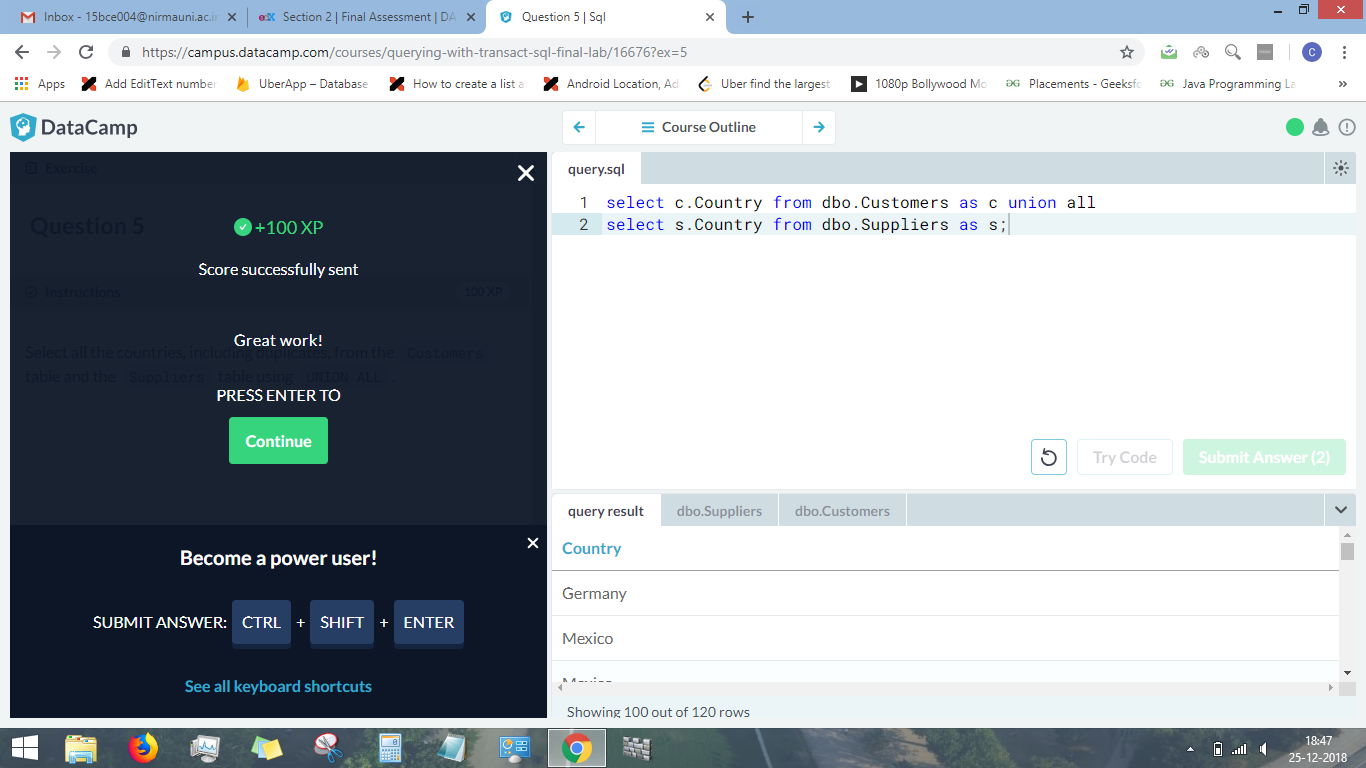 Inbox - 15bce004@nirmauni.ac.i
Section 2 | Final Assessment | DA
Question 5 | Sql
https://campus.datacamp.com/courses/querying-with-transact-sql-final-lab/16676?ex=5
C
Apps
Add EditText number
UberApp – Database
How to create a list a
Android Location, Ad
Uber find the largest
1080p Bollywood Mo
Placements - Geeksfo
Java Programming La
»
DataCamp
Course Outline
Exercise
Question 5
+100 XP
Score successfully sent
Instructions
100 XP
Great work!
Select all the countries, including duplicates, from the Customers
table and the Suppliers table using UNION ALL.
PRESS ENTER TO
Continue
Become a power user!
SUBMIT ANSWER: CTRL + SHIFT + ENTER
See all keyboard shortcuts
query.sql
1 select c.Country from dbo.Customers as c union all
2 select s.Country from dbo.Suppliers as s;
Try Code
Submit Answer (2)
query result
dbo.Suppliers
dbo.Customers
Country
Germany
Mexico
Mexico
Showing 100 out of 120 rows
18:47
25-12-2018